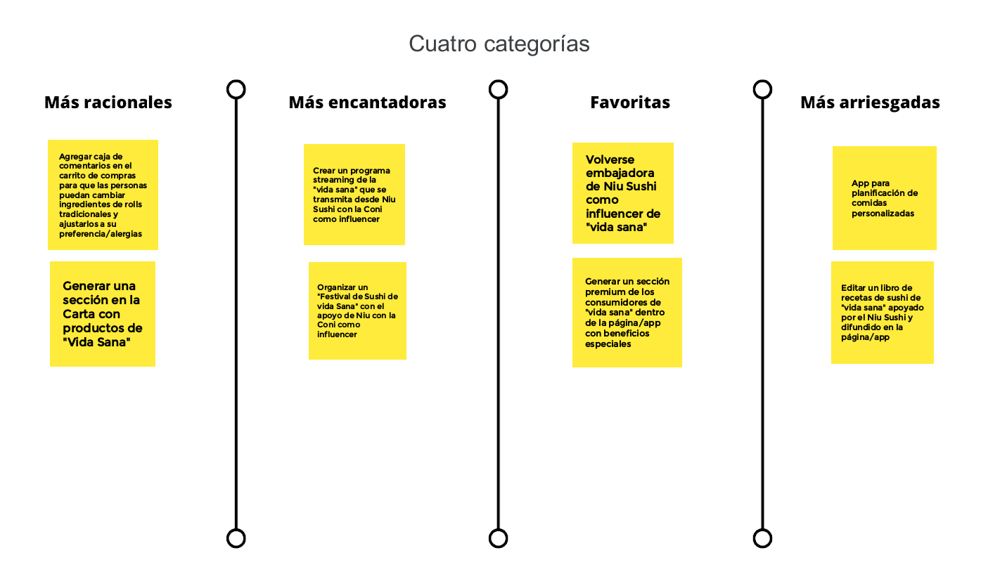 Cuatro categorías
Más racionales
Agregar caja de
comentarios en el
carrito de compras
para que las personas
puedan cambiar
ingredientes de rolls
tradicionales y
ajustarlos a su
preferencia/alergias
Generar una
sección en la
Carta con
productos de
"Vida Sana"
Más encantadoras
Crear un programa
streaming de la
"vida sana" que se
transmita desde Niu
Sushi con la Coni
como influencer
Organizar un
"Festival de Sushi de
vida Sana" con el
apoyo de Niu con la
Coni como
influencer
Favoritas
Volverse
embajadora
de Niu Sushi
como
influencer de
"vida sana"
Generar un sección
premium de los
consumidores de
"vida sana" dentro
de la página/app
con beneficios
especiales
Más arriesgadas
App para
planificación de
comidas
personalizadas
Editar un libro de
recetas de sushi de
"vida sana" apoyado
por el Niu Sushi y
difundido en la
página/app